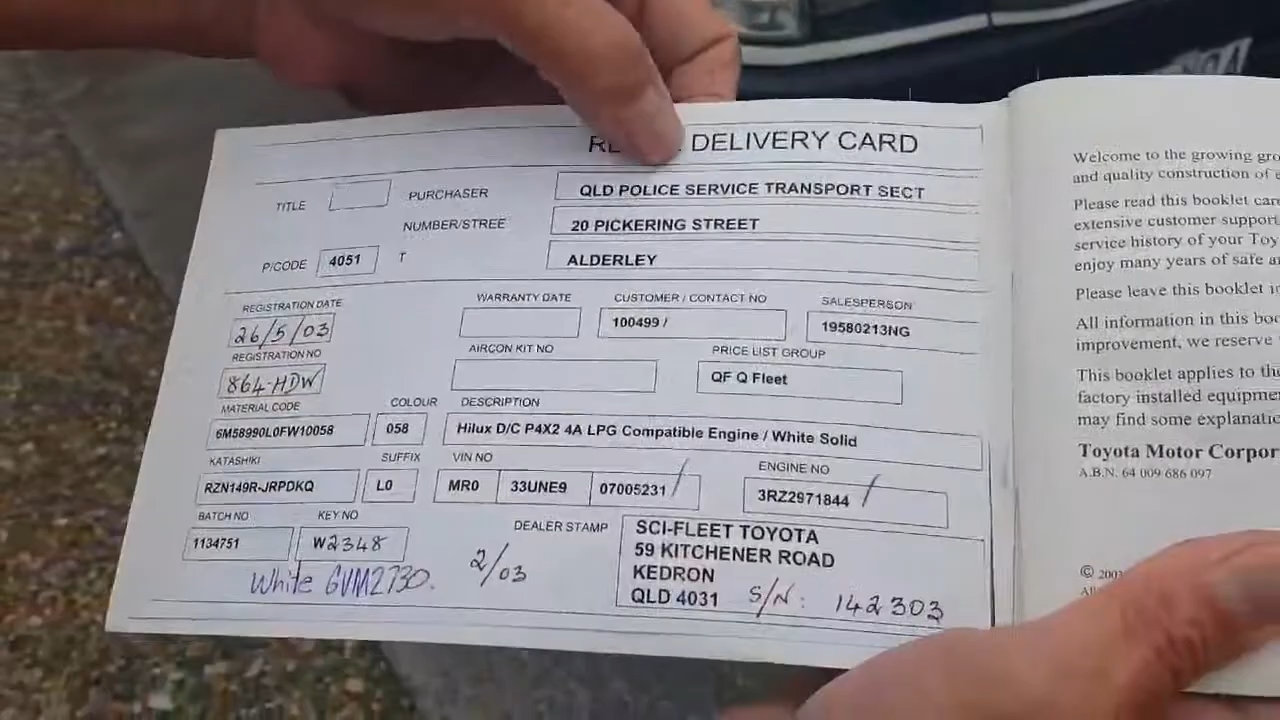 DELIVERY CARD
TITLE PURCHASER QLD POLICE SERVICE TRANSPORT SECT
NUMBER/STREE 20 PICKERING STREET
P/CODE 4051 T ALDERLEY
REGISTRATION DATE WARRANTY DATE CUSTOMER / CONTACT NO SALESPERSON
26/5/03 100499 / 19580213NG
REGISTRATION NO AIRCON KIT NO PRICE LIST GROUP
864-HDW QF Q Fleet
MATERIAL CODE COLOUR DESCRIPTION
6M58990L0FW10058 058 Hilux D/C P4X2 4A LPG Compatible Engine / White Solid
KATASHIKI SUFFIX VIN NO ENGINE NO
RZN149R-JRPDKQ L0 MR0 33UNE9 07005231 / 3RZ2971844 /
BATCH NO KEY NO DEALER STAMP SCI-FLEET TOYOTA
1134751 W2348 59 KITCHENER ROAD
White GVM2730. 2/03 KEDRON
QLD 4031 S/N: 142303
Welcome to the growing
and quality construction of
Please read this booklet
extensive customer
service history of your
enjoy many years of safe
Please leave this booklet
All information in this
improvement, we reserve
This booklet applies to
factory installed
may find some
Toyota Motor
A.B.N. 64 009 686 097
©